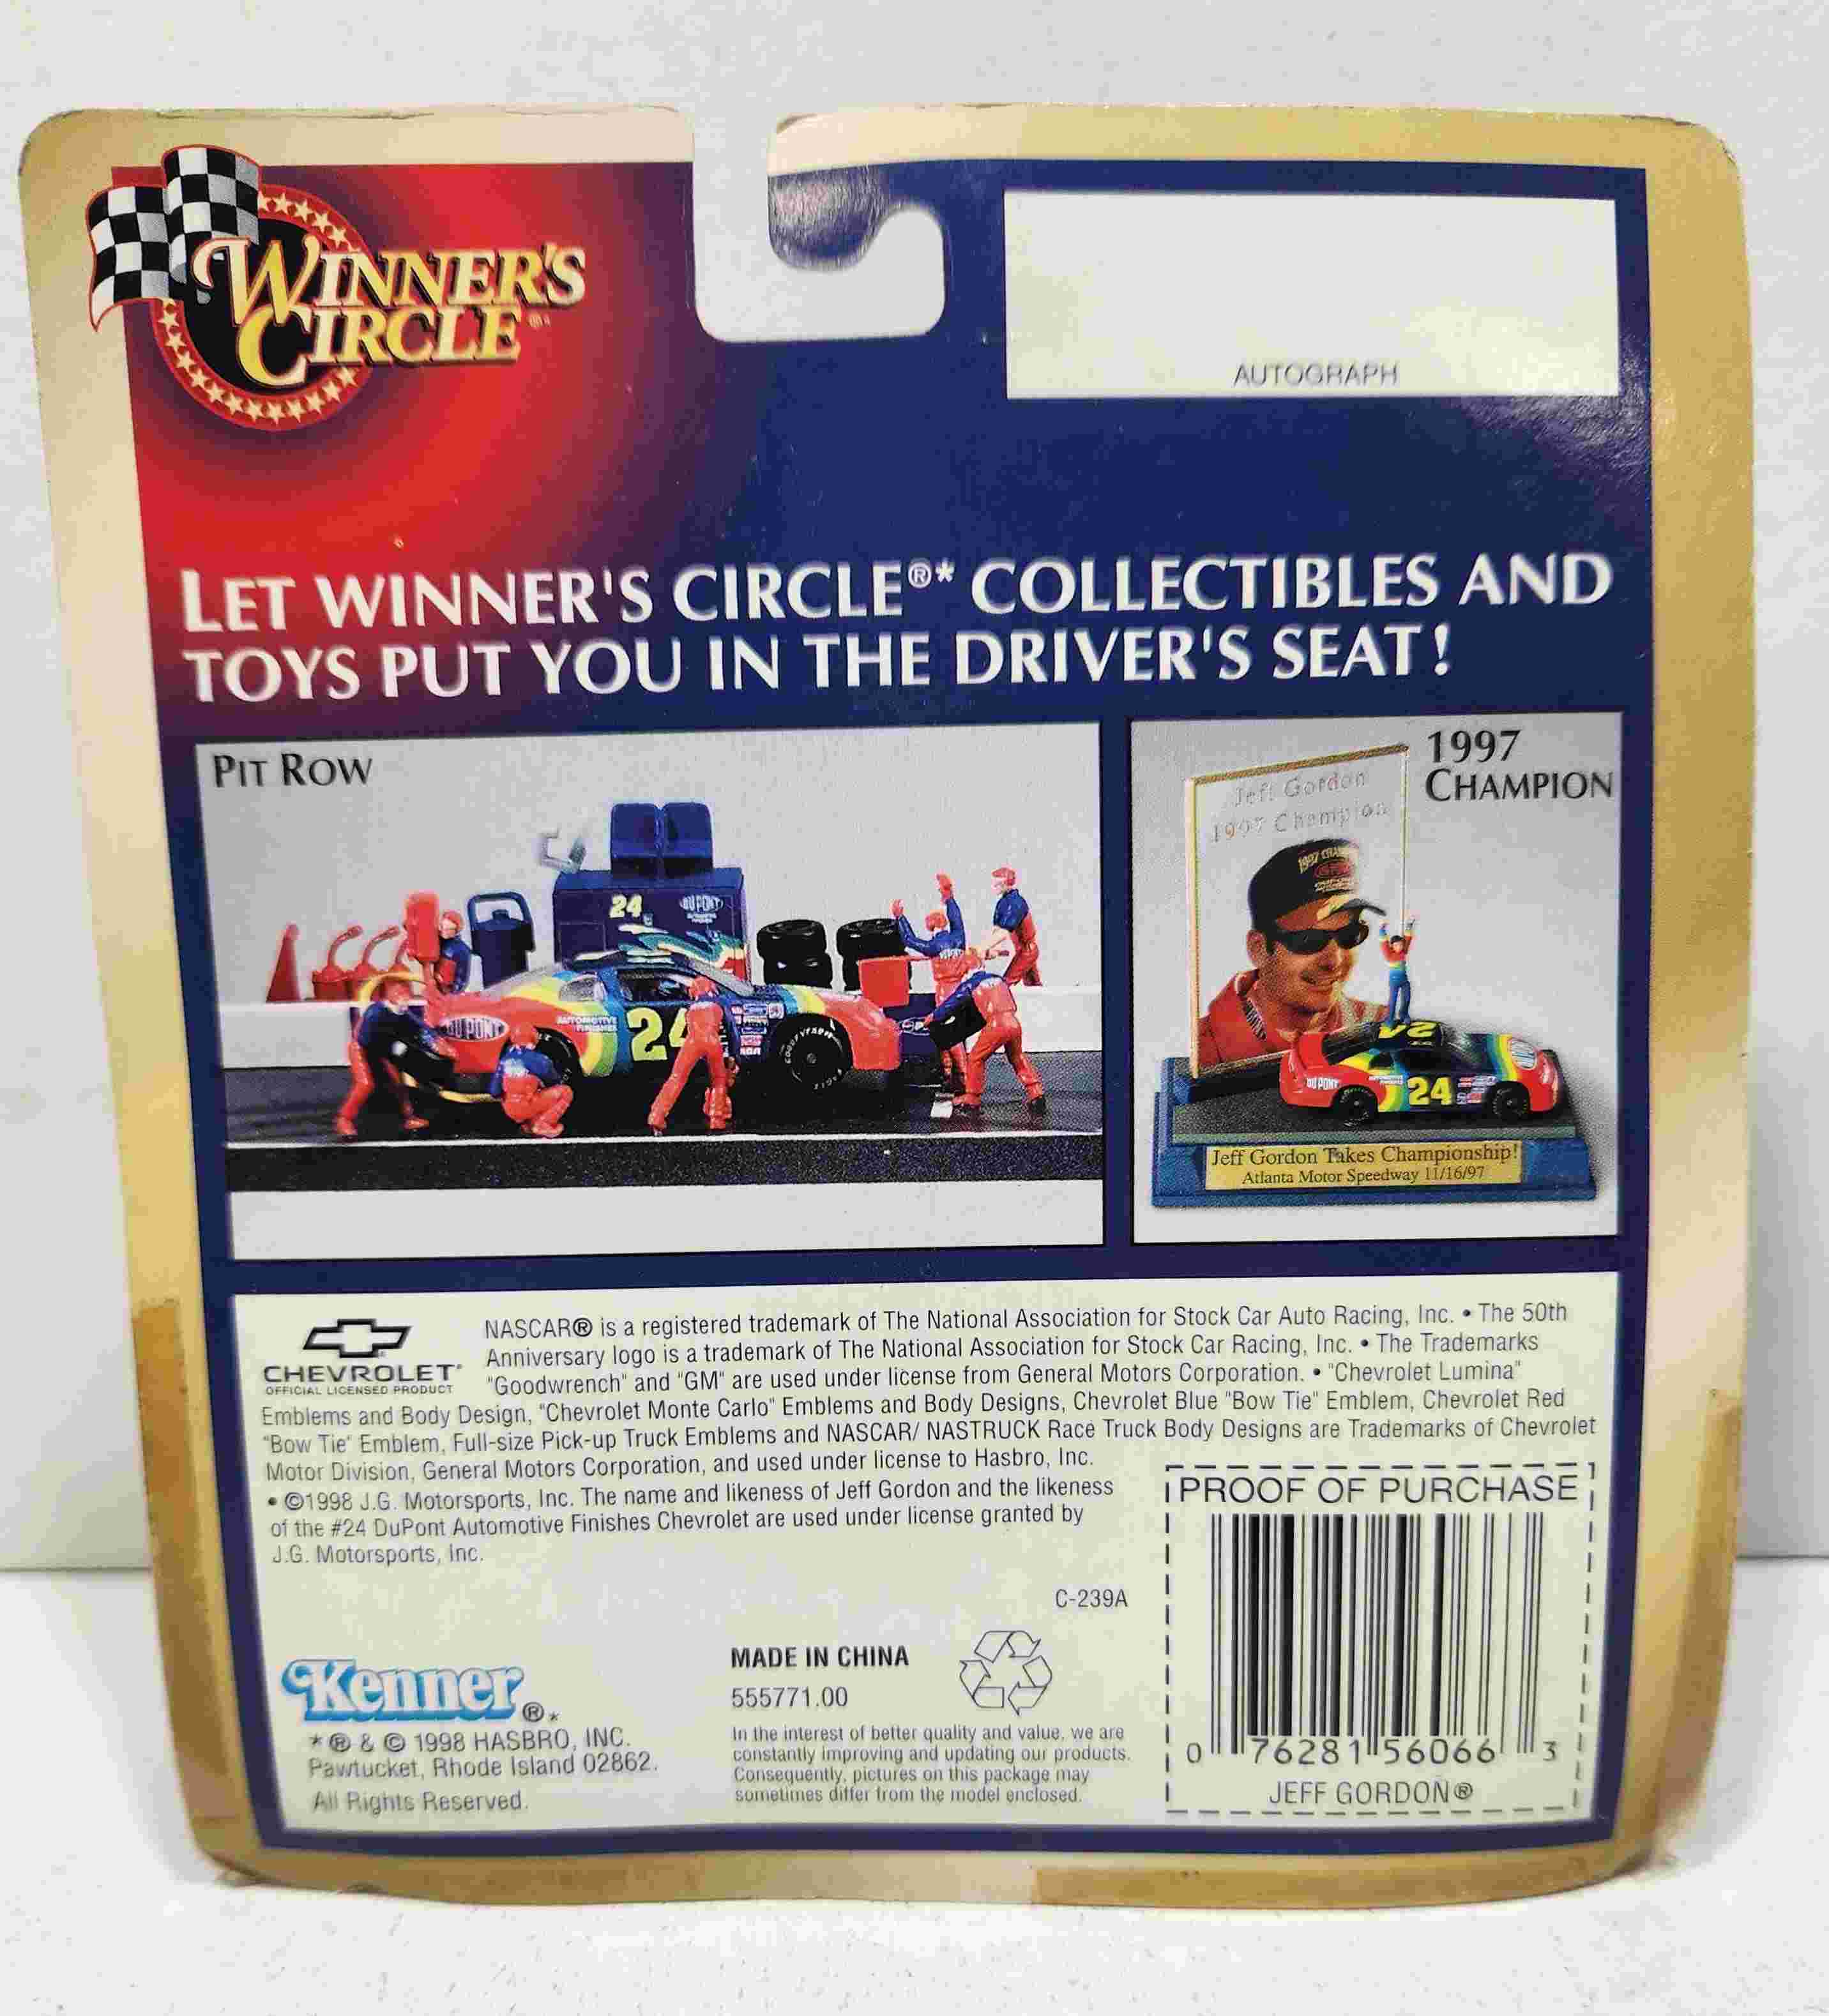 WINNER'S
CIRCLE
AUTOGRAPH
LET WINNER'S CIRCLE®* COLLECTIBLES AND
TOYS PUT YOU IN THE DRIVER'S SEAT!
PIT ROW
24
DU PONT
DU PONT
AUTOMOTIVE
FINISHES
24
GOODYEAR
EAGLE
1997
CHAMPION
Jeff Gordon
1997 Champion
DU PONT
24
24
Jeff Gordon Takes Championship!
Atlanta Motor Speedway 11/16/97
CHEVROLET
OFFICIAL LICENSED PRODUCT
NASCAR® is a registered trademark of The National Association for Stock Car Auto Racing, Inc. • The 50th
Anniversary logo is a trademark of The National Association for Stock Car Racing, Inc. • The Trademarks
"Goodwrench" and "GM" are used under license from General Motors Corporation. • "Chevrolet Lumina"
Emblems and Body Design, "Chevrolet Monte Carlo" Emblems and Body Designs, Chevrolet Blue "Bow Tie" Emblem, Chevrolet Red
"Bow Tie" Emblem, Full-size Pick-up Truck Emblems and NASCAR/ NASTRUCK Race Truck Body Designs are Trademarks of Chevrolet
Motor Division, General Motors Corporation, and used under license to Hasbro, Inc.
• ©1998 J.G. Motorsports, Inc. The name and likeness of Jeff Gordon and the likeness
of the #24 DuPont Automotive Finishes Chevrolet are used under license granted by
J.G. Motorsports, Inc.
C-239A
PROOF OF PURCHASE
0 76281 56066 3
JEFF GORDON®
Kenner®*
*® & © 1998 HASBRO, INC.
Pawtucket, Rhode Island 02862.
All Rights Reserved.
MADE IN CHINA
555771.00
In the interest of better quality and value, we are
constantly improving and updating our products.
Consequently, pictures on this package may
sometimes differ from the model enclosed.